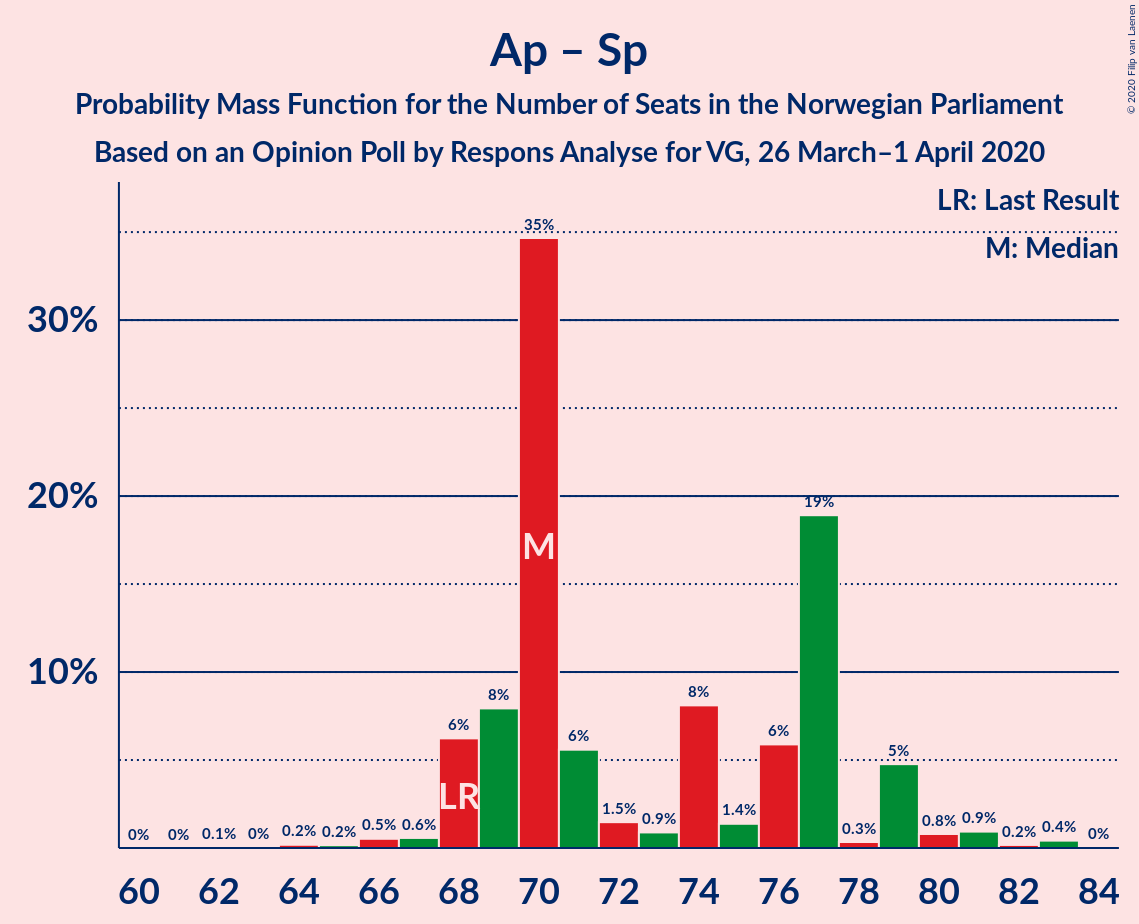 Ap – Sp
Probability Mass Function for the Number of Seats in the Norwegian Parliament
Based on an Opinion Poll by Respons Analyse for VG, 26 March–1 April 2020
© 2020 Filip van Laenen
LR: Last Result
M: Median
30%
20%
10%
0% 0% 0.1% 0% 0.2% 0.2% 0.5% 0.6% 6% 8% 35% 6% 1.5% 0.9% 8% 1.4% 6% 19% 0.3% 5% 0.8% 0.9% 0.2% 0.4% 0%
M
LR
60 62 64 66 68 70 72 74 76 78 80 82 84